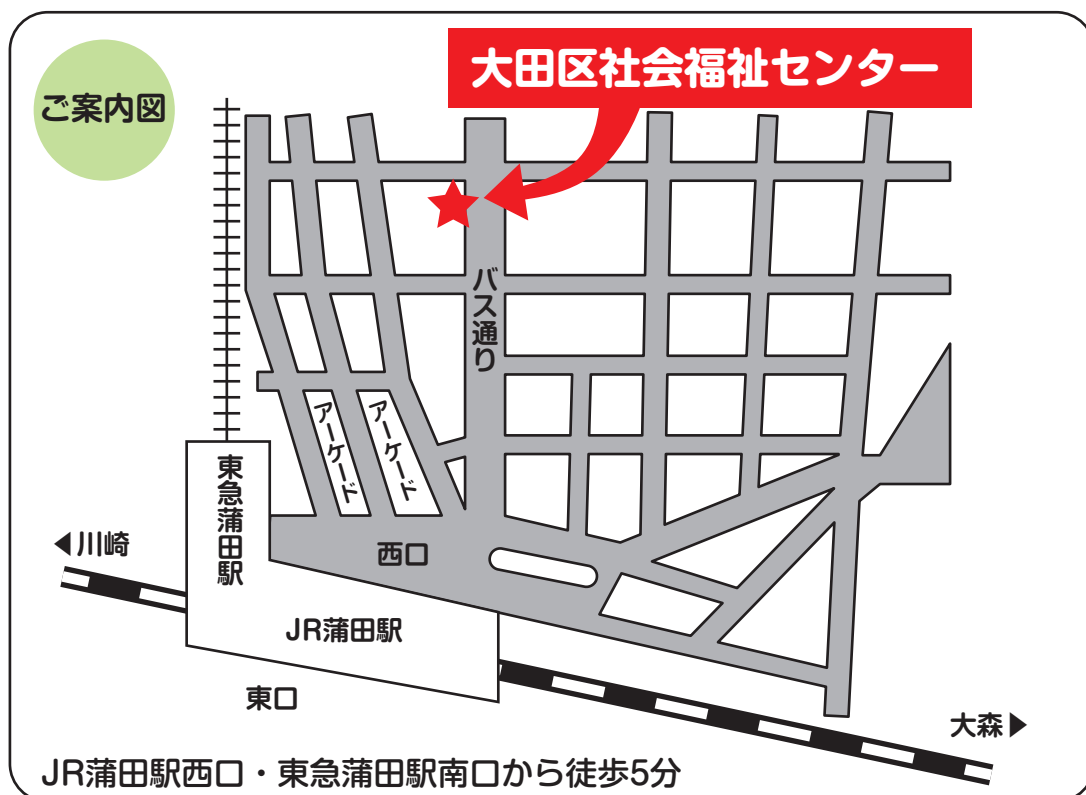 ご案内図
大田区社会福祉センター
バス通り
アーケード
アーケード
東急蒲田駅
◀川崎
西口
JR蒲田駅
東口
大森▶
JR蒲田駅西口・東急蒲田駅南口から徒歩5分